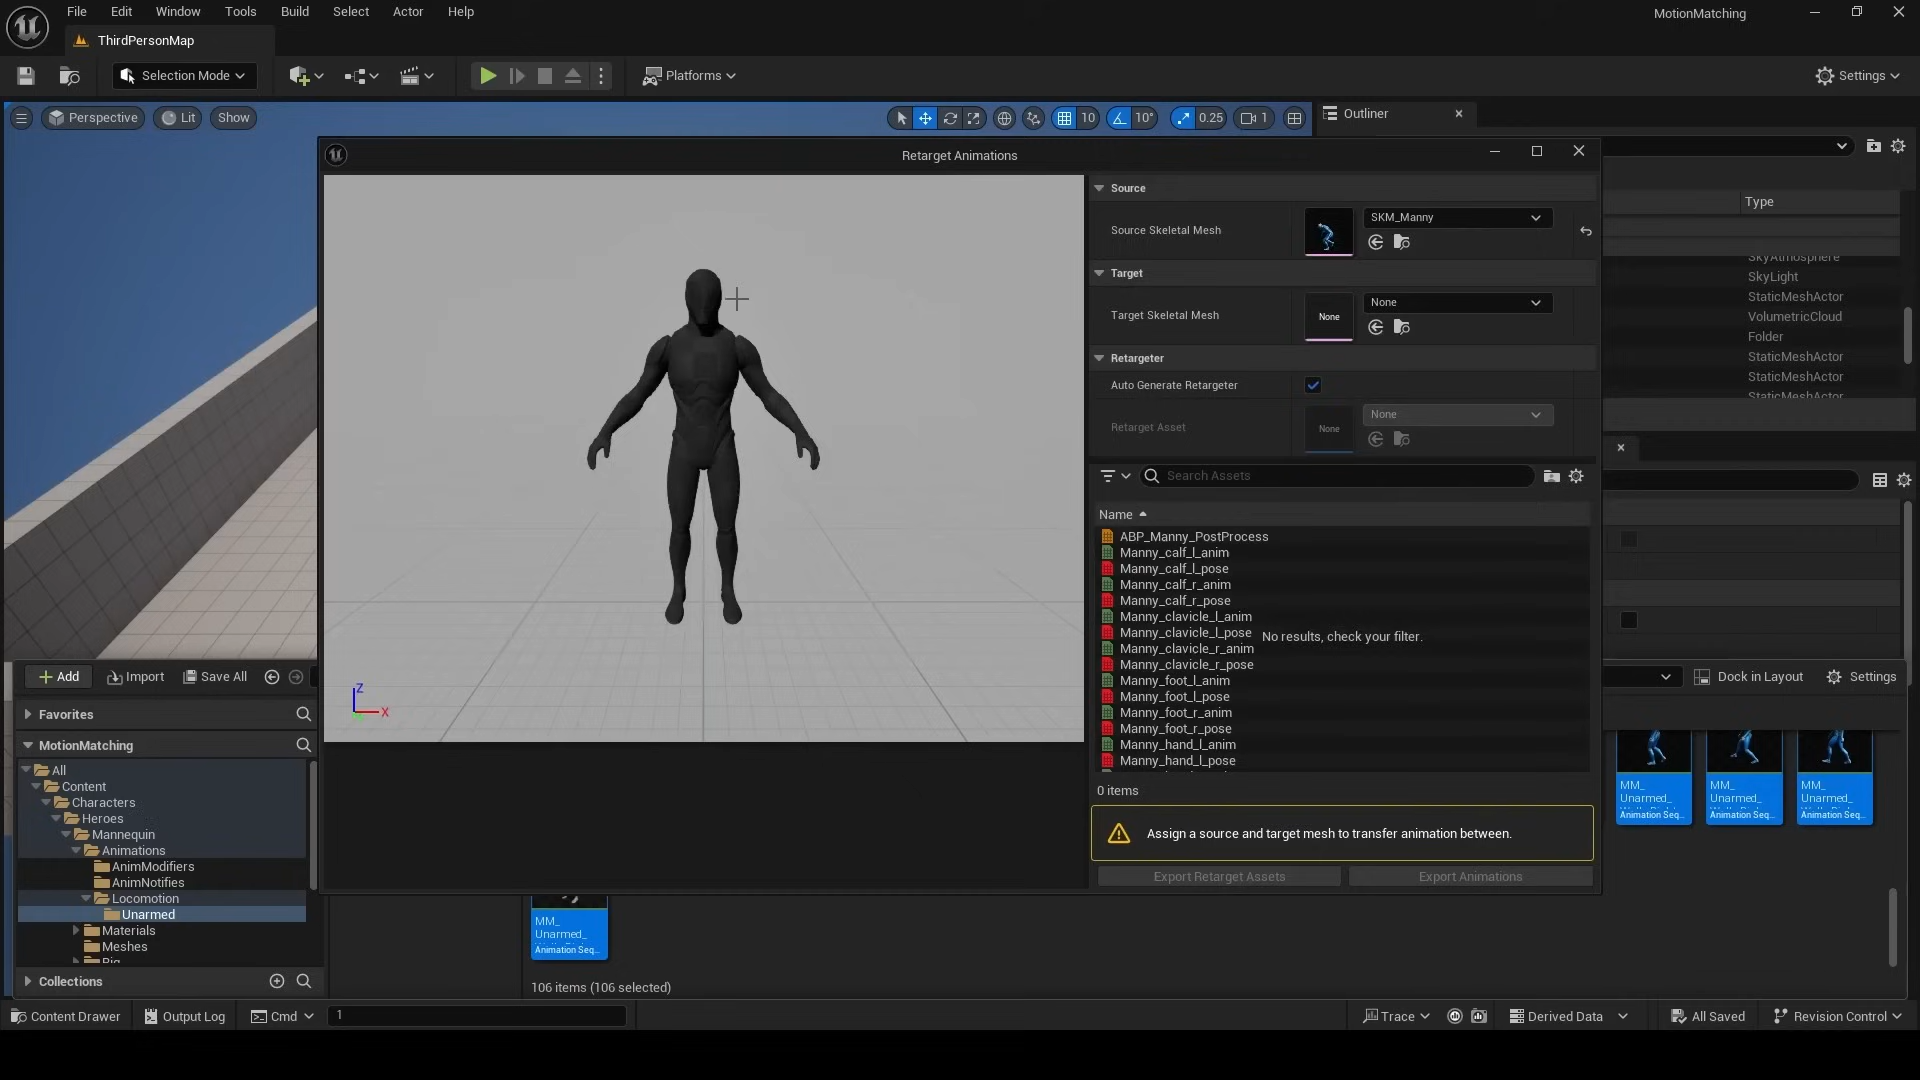 File Edit Window Tools Build Select Actor Help
MotionMatching
ThirdPersonMap
Selection Mode
Platforms
Settings
Perspective
Lit
Show
10
10°
0.25
1
Outliner
Retarget Animations
Type
SkyAtmosphere
SkyLight
StaticMeshActor
VolumetricCloud
Folder
StaticMeshActor
StaticMeshActor
StaticMeshActor
Source
Source Skeletal Mesh
SKM_Manny
Target
Target Skeletal Mesh
None
None
Retargeter
Auto Generate Retargeter
Retarget Asset
None
None
Search Assets
Name
ABP_Manny_PostProcess
Manny_calf_l_anim
Manny_calf_l_pose
Manny_calf_r_anim
Manny_calf_r_pose
Manny_clavicle_l_anim
Manny_clavicle_l_pose
No results, check your filter.
Manny_clavicle_r_anim
Manny_clavicle_r_pose
Manny_foot_l_anim
Manny_foot_l_pose
Manny_foot_r_anim
Manny_foot_r_pose
Manny_hand_l_anim
Manny_hand_l_pose
0 items
Assign a source and target mesh to transfer animation between.
Export Retarget Assets
Export Animations
Z
X
Add
Import
Save All
Dock in Layout
Settings
Favorites
MotionMatching
All
Content
Characters
Heroes
Mannequin
Animations
AnimModifiers
AnimNotifies
Locomotion
Unarmed
Materials
Meshes
Rig
Collections
MM_
Unarmed_
Animation Seq...
MM_
Unarmed_
Animation Seq...
MM_
Unarmed_
Animation Seq...
MM_
Unarmed_
Animation Seq...
106 items (106 selected)
Content Drawer
Output Log
Cmd
1
Trace
Derived Data
All Saved
Revision Control